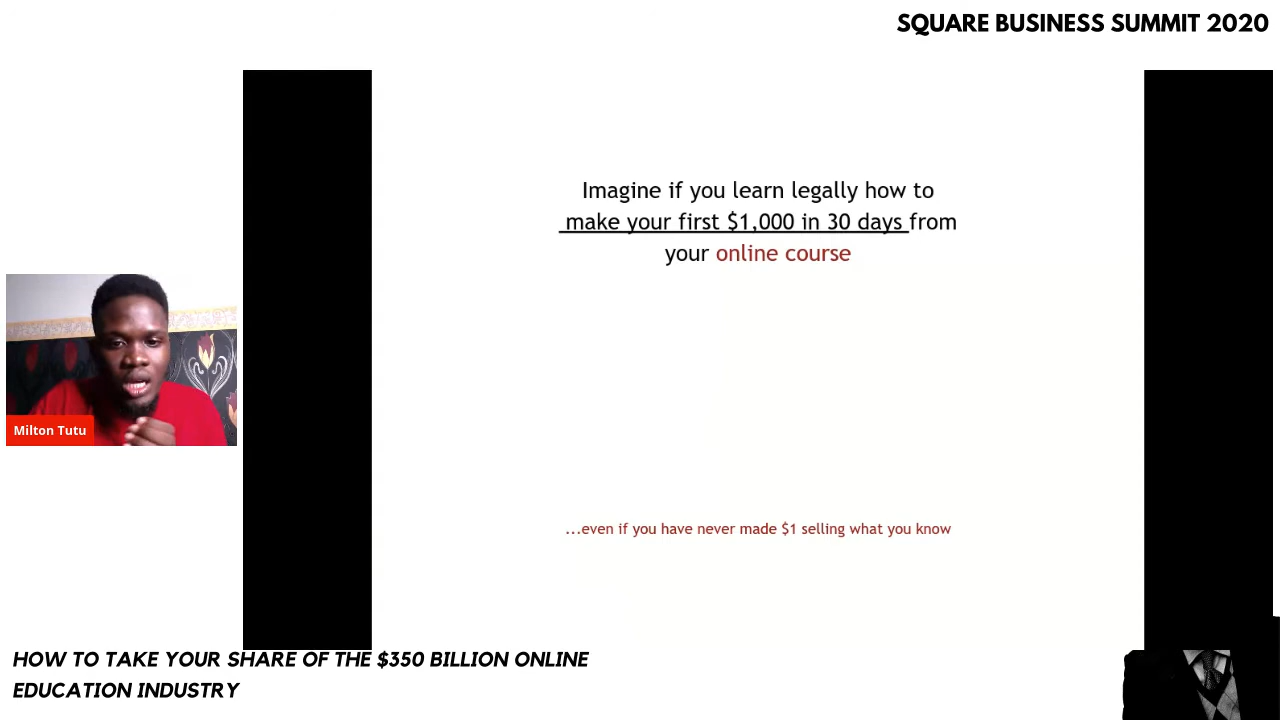 SQUARE BUSINESS SUMMIT 2020
Imagine if you learn legally how to
make your first $1,000 in 30 days from
your online course
Milton Tutu
...even if you have never made $1 selling what you know
HOW TO TAKE YOUR SHARE OF THE $350 BILLION ONLINE
EDUCATION INDUSTRY